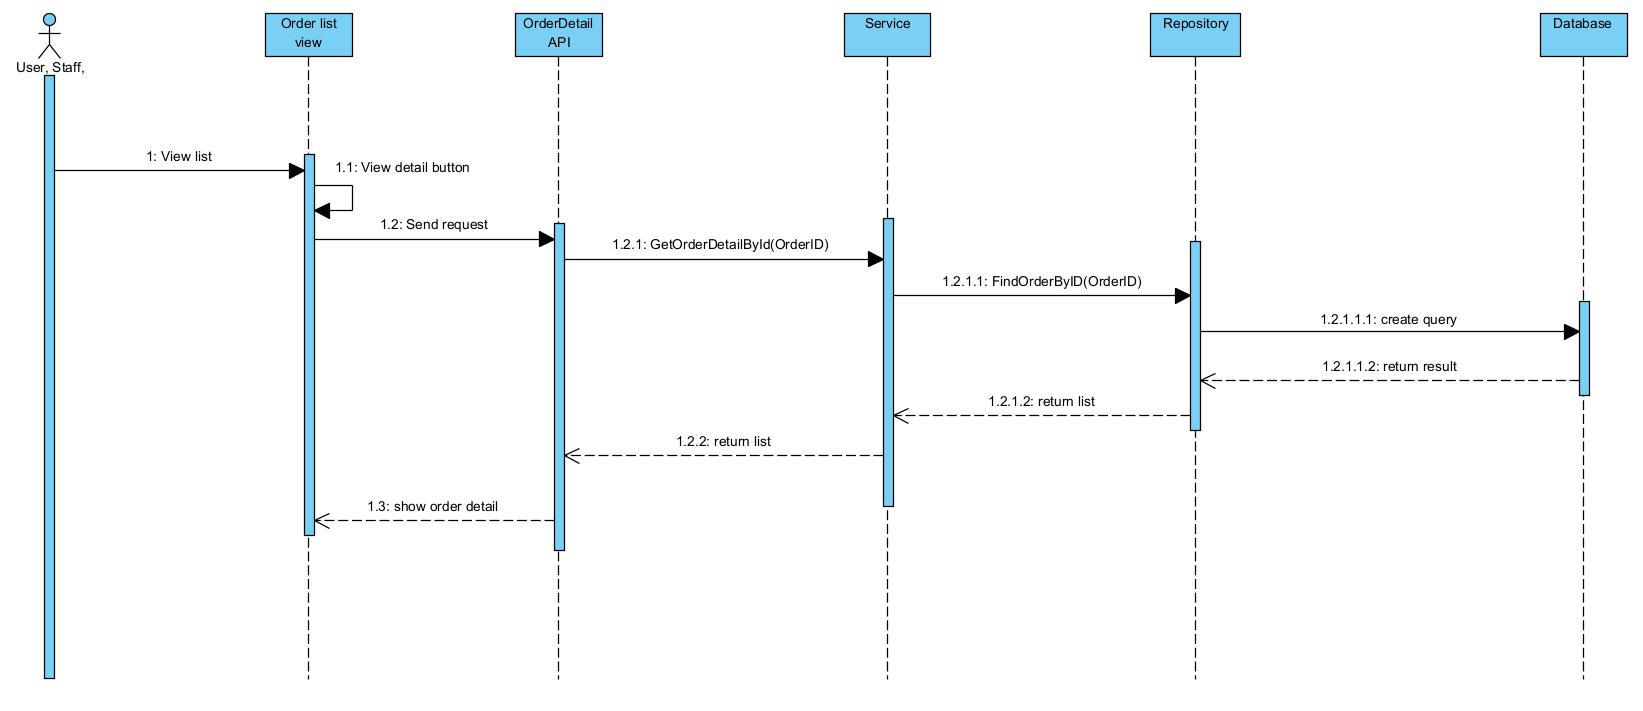 User, Staff,
Order list
view
OrderDetail
API
Service
Repository
Database
1: View list
1.1: View detail button
1.2: Send request
1.2.1: GetOrderDetailById(OrderID)
1.2.1.1: FindOrderByID(OrderID)
1.2.1.1.1: create query
1.2.1.1.2: return result
1.2.1.2: return list
1.2.2: return list
1.3: show order detail